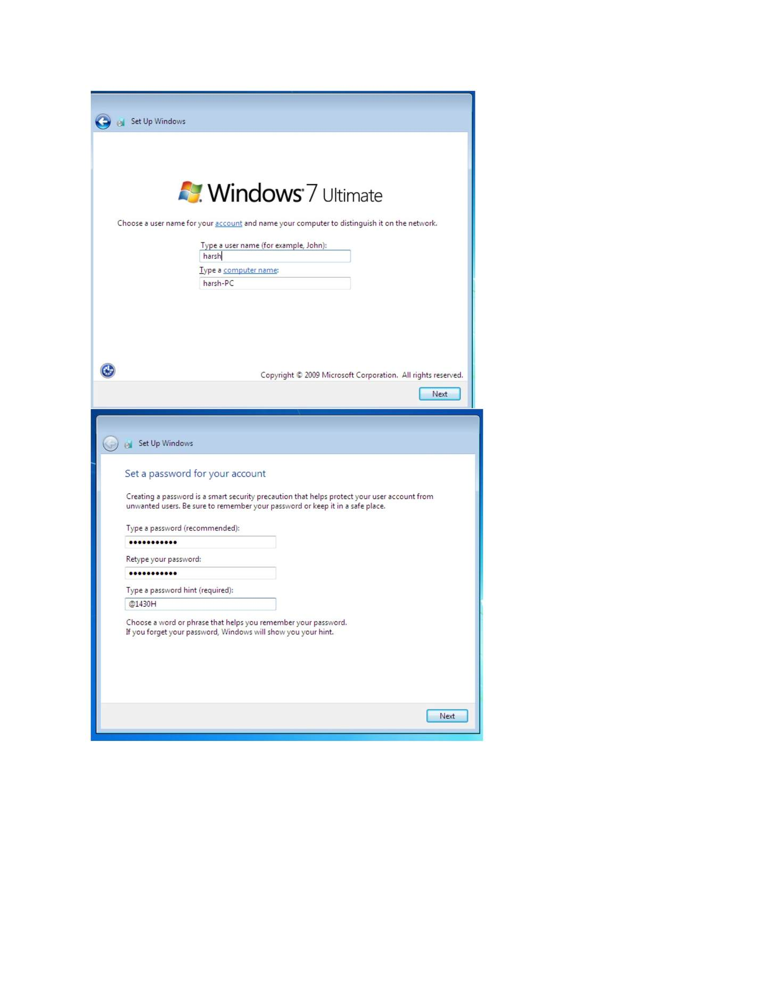 Set Up Windows
Windows 7 Ultimate
Choose a user name for your account and name your computer to distinguish it on the network.
Type a user name (for example, John):
harsh
Type a computer name:
harsh-PC
Copyright © 2009 Microsoft Corporation. All rights reserved.
Next
Set Up Windows
Set a password for your account
Creating a password is a smart security precaution that helps protect your user account from
unwanted users. Be sure to remember your password or keep it in a safe place.
Type a password (recommended):
●●●●●●●●●●●
Retype your password:
●●●●●●●●●●●
Type a password hint (required):
@1430H
Choose a word or phrase that helps you remember your password.
If you forget your password, Windows will show you your hint.
Next